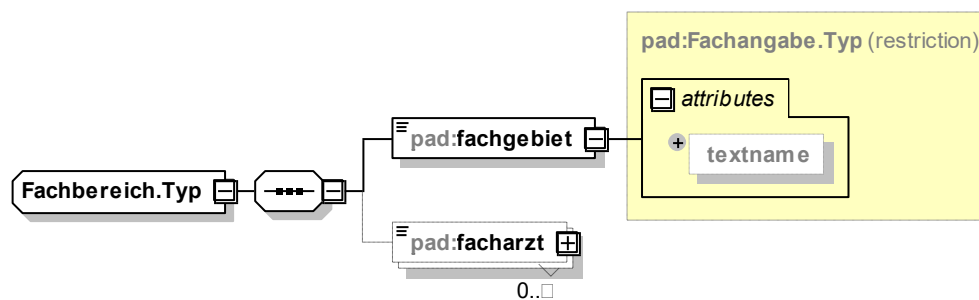 pad:Fachangabe.Typ (restriction)
attributes
pad:fachgebiet
textname
Fachbereich.Typ
pad:facharzt
0..□